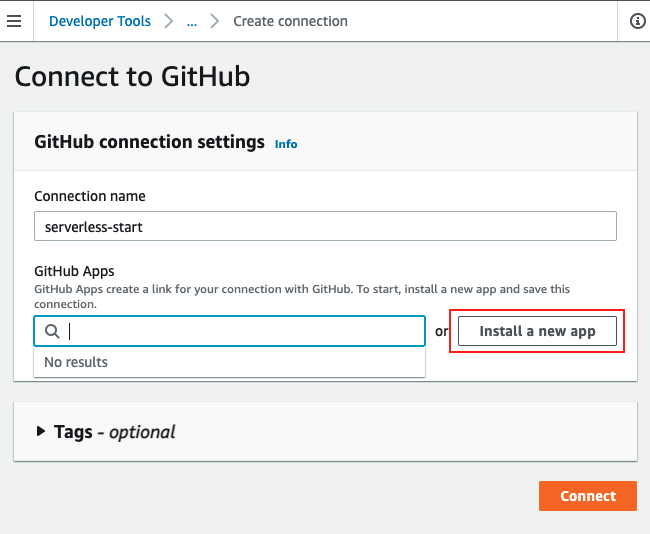 Developer Tools
...
Create connection
Connect to GitHub
GitHub connection settings Info
Connection name
serverless-start
GitHub Apps
GitHub Apps create a link for your connection with GitHub. To start, install a new app and save this
connection.
or
Install a new app
No results
Tags - optional
Connect